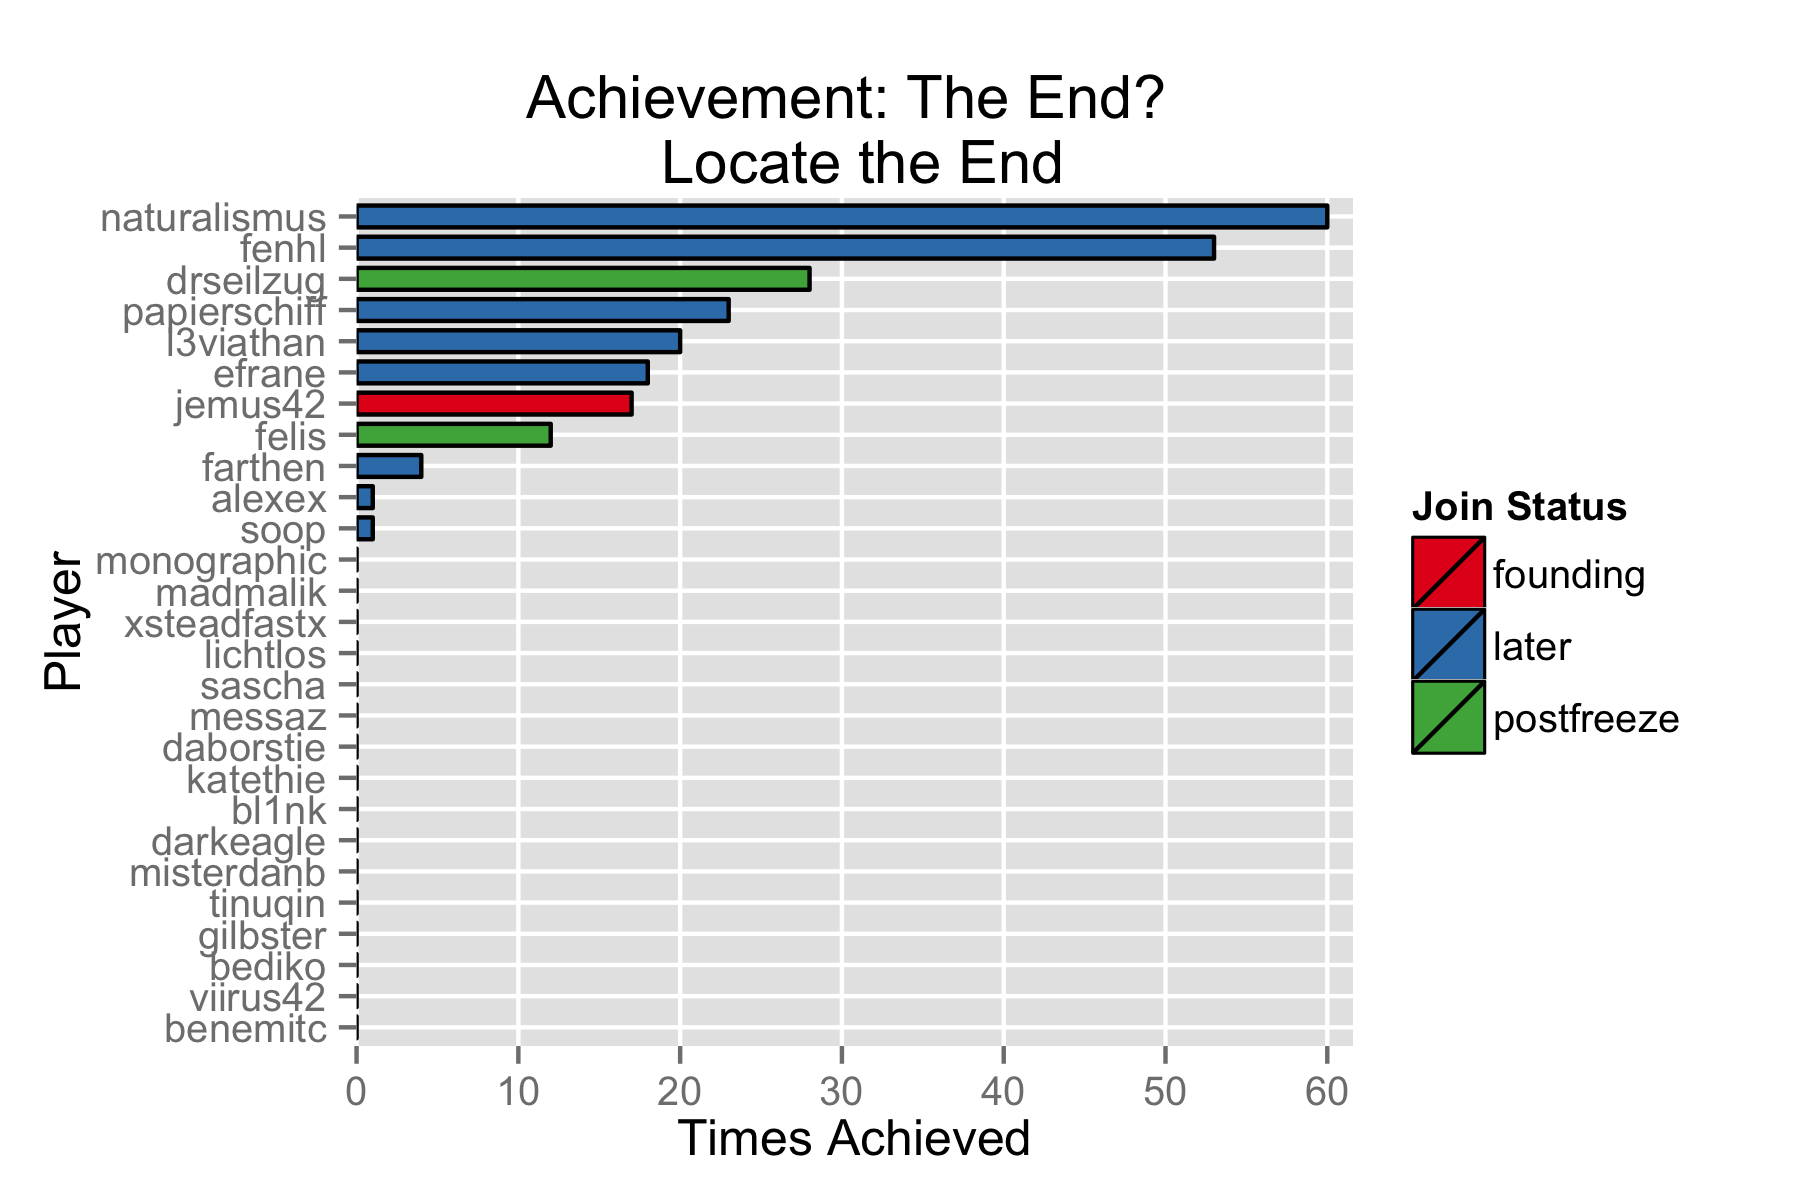 Achievement: The End?
Locate the End
naturalismus
fenhl
drseilzug
papierschiff
l3viathan
efrane
jemus42
felis
farthen
alexex
soop
monographic
madmalik
xsteadfastx
lichtlos
sascha
messaz
daborstie
katethie
bl1nk
darkeagle
misterdanb
tinuqin
gilbster
bediko
viirus42
benemitc
Player
0 10 20 30 40 50 60
Times Achieved
Join Status
founding
later
postfreeze